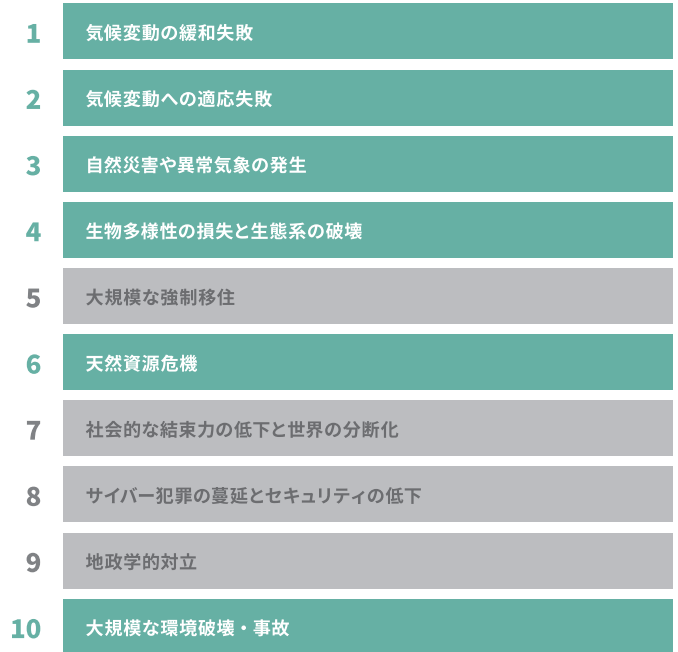 1 気候変動の緩和失敗
2 気候変動への適応失敗
3 自然災害や異常気象の発生
4 生物多様性の損失と生態系の破壊
5 大規模な強制移住
6 天然資源危機
7 社会的な結束力の低下と世界の分断化
8 サイバー犯罪の蔓延とセキュリティの低下
9 地政学的対立
10 大規模な環境破壊・事故